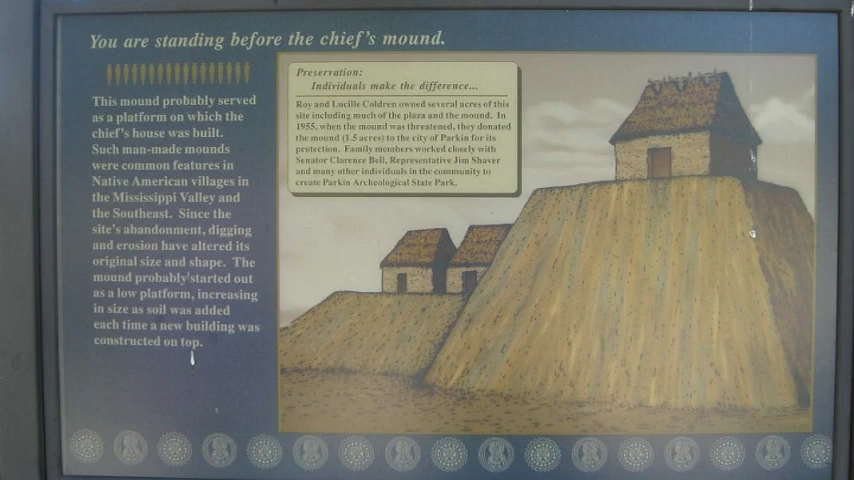 You are standing before the chief's mound.
This mound probably served
as a platform on which the
chief's house was built.
Such man-made mounds
were common features in
Native American villages in
the Mississippi Valley and
the Southeast. Since the
site's abandonment, digging
and erosion have altered its
original size and shape. The
mound probably started out
as a low platform, increasing
in size as soil was added
each time a new building was
constructed on top.
Preservation:
Individuals make the difference...
Roy and Lucille Coldren owned several acres of this
site including much of the plaza and the mound. In
1955, when the mound was threatened, they donated
the mound (1.5 acres) to the city of Parkin for its
protection. Family members worked closely with
Senator Clarence Bell, Representative Jim Shaver
and many other individuals in the community to
create Parkin Archeological State Park.